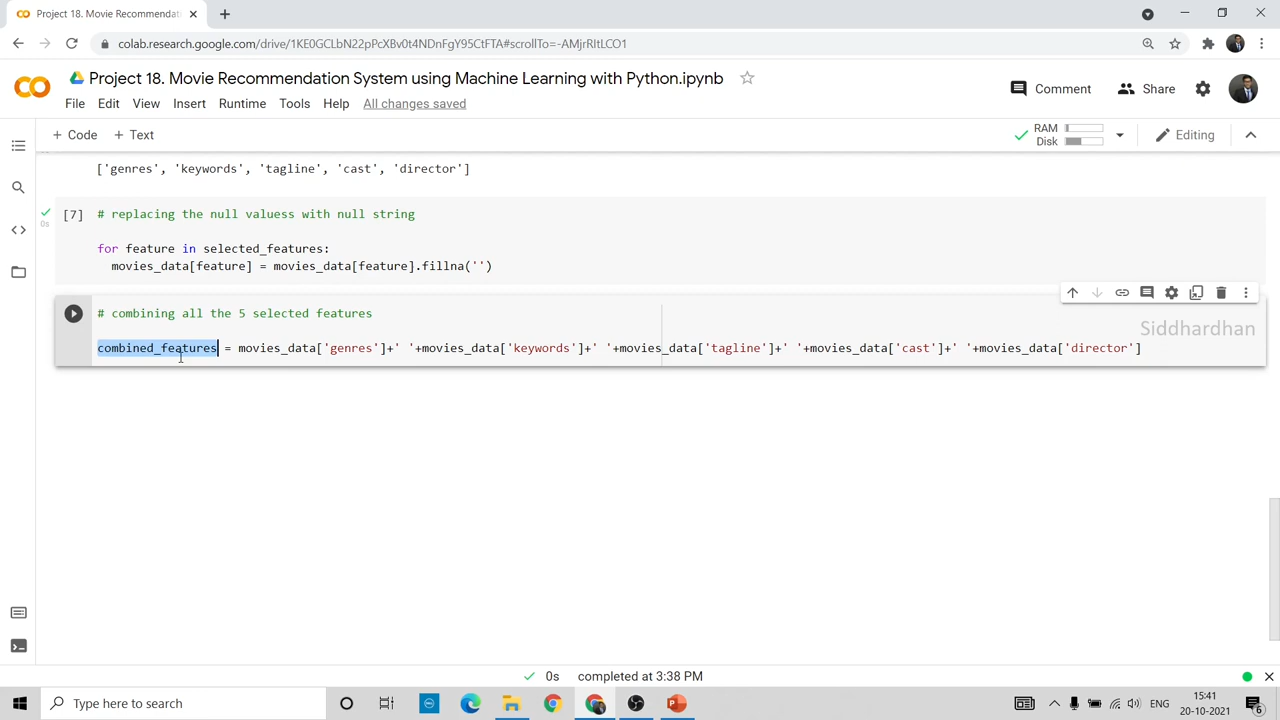 Project 18. Movie Recommendat
colab.research.google.com/drive/1KE0GCLbN22pPcXBv0t4NDnFgY95CtFTA#scrollTo=-AMjrRItLCO1
Project 18. Movie Recommendation System using Machine Learning with Python.ipynb
Comment
Share
File Edit View Insert Runtime Tools Help All changes saved
+ Code + Text
RAM
Disk
Editing
['genres', 'keywords', 'tagline', 'cast', 'director']
[7] # replacing the null valuess with null string
0s
for feature in selected_features:
movies_data[feature] = movies_data[feature].fillna('')
# combining all the 5 selected features
Siddhardhan
combined_features = movies_data['genres']+' '+movies_data['keywords']+' '+movies_data['tagline']+' '+movies_data['cast']+' '+movies_data['director']
0s completed at 3:38 PM
Type here to search
ENG
15:41
20-10-2021
6